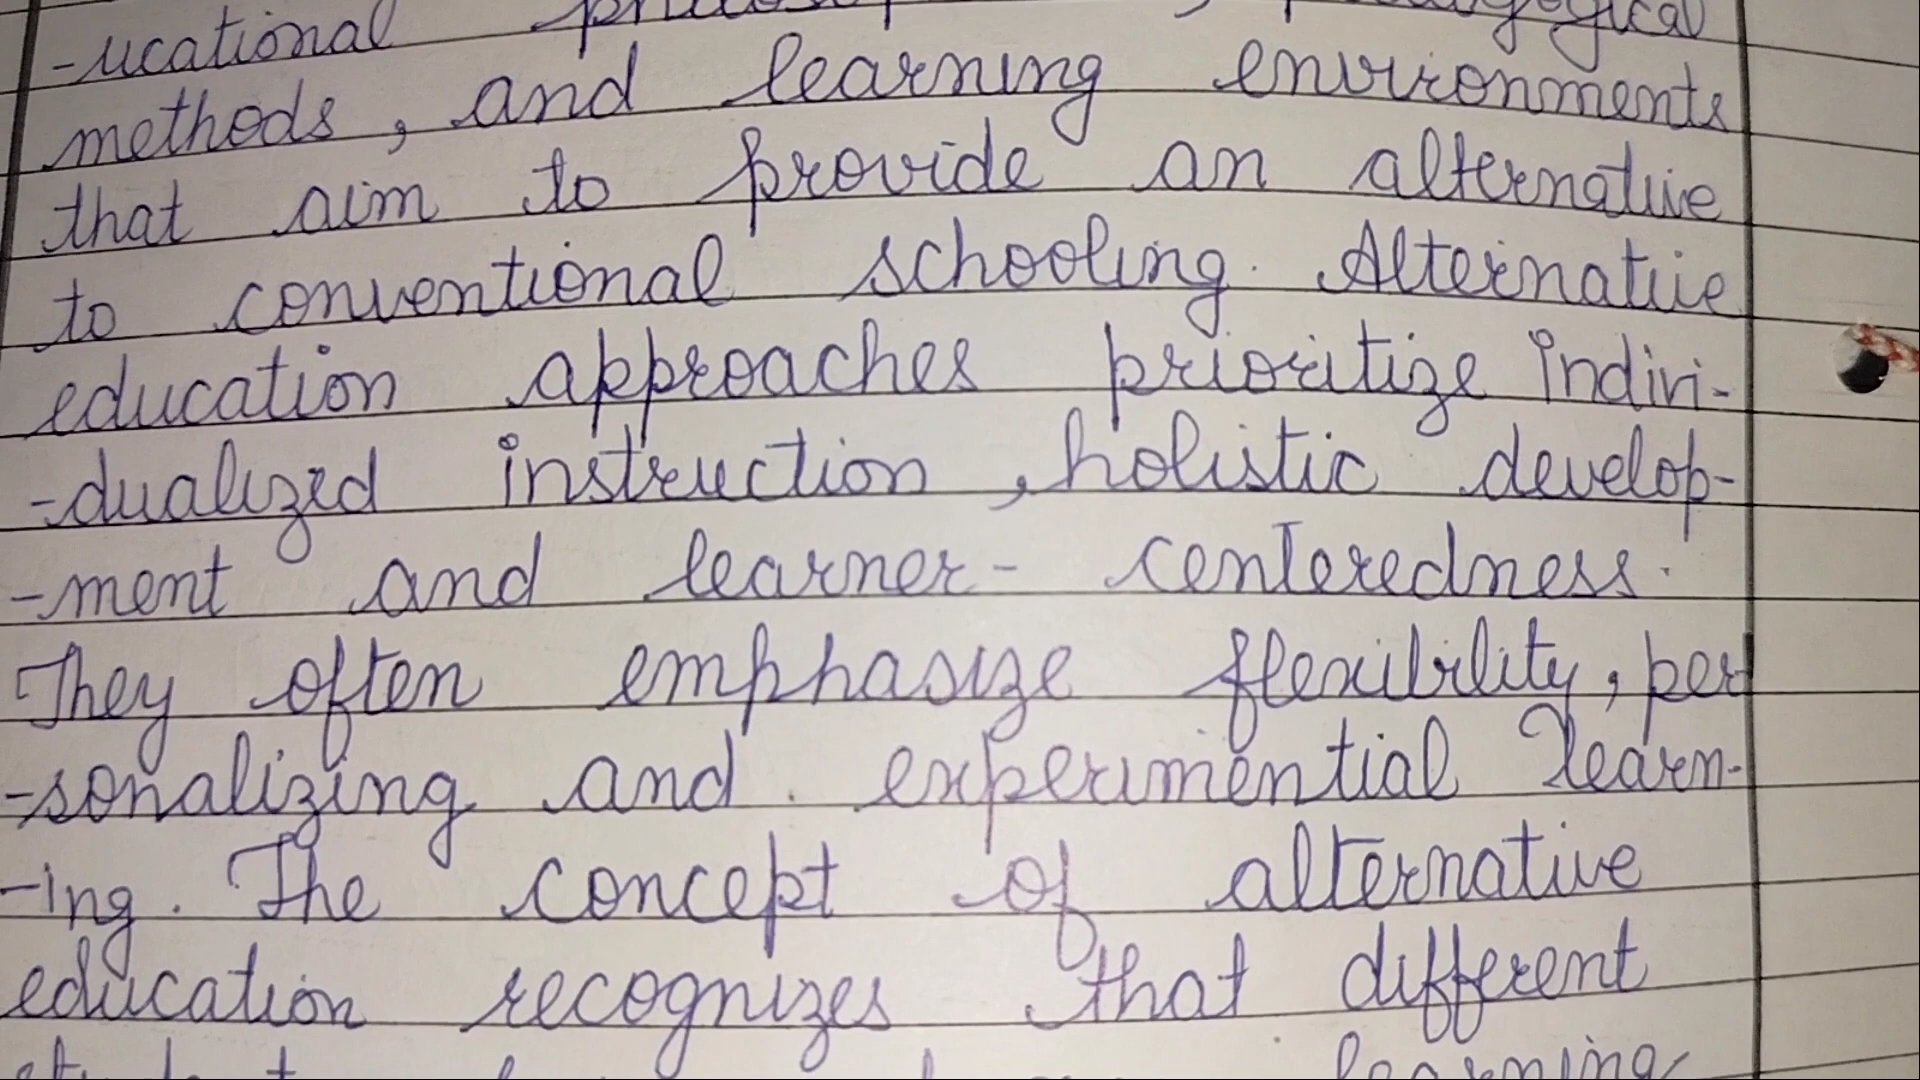 -ucational
methods, and learning environments
that aim to provide an alternative
to conventional schooling. Alternative
education approaches prioritize indivi-
-dualized instruction, holistic develop-
-ment and learner- centeredness.
They often emphasize flexibility, per
-sonalizing and experimential learn-
-ing. The concept of alternative
education recognizes that different
learning